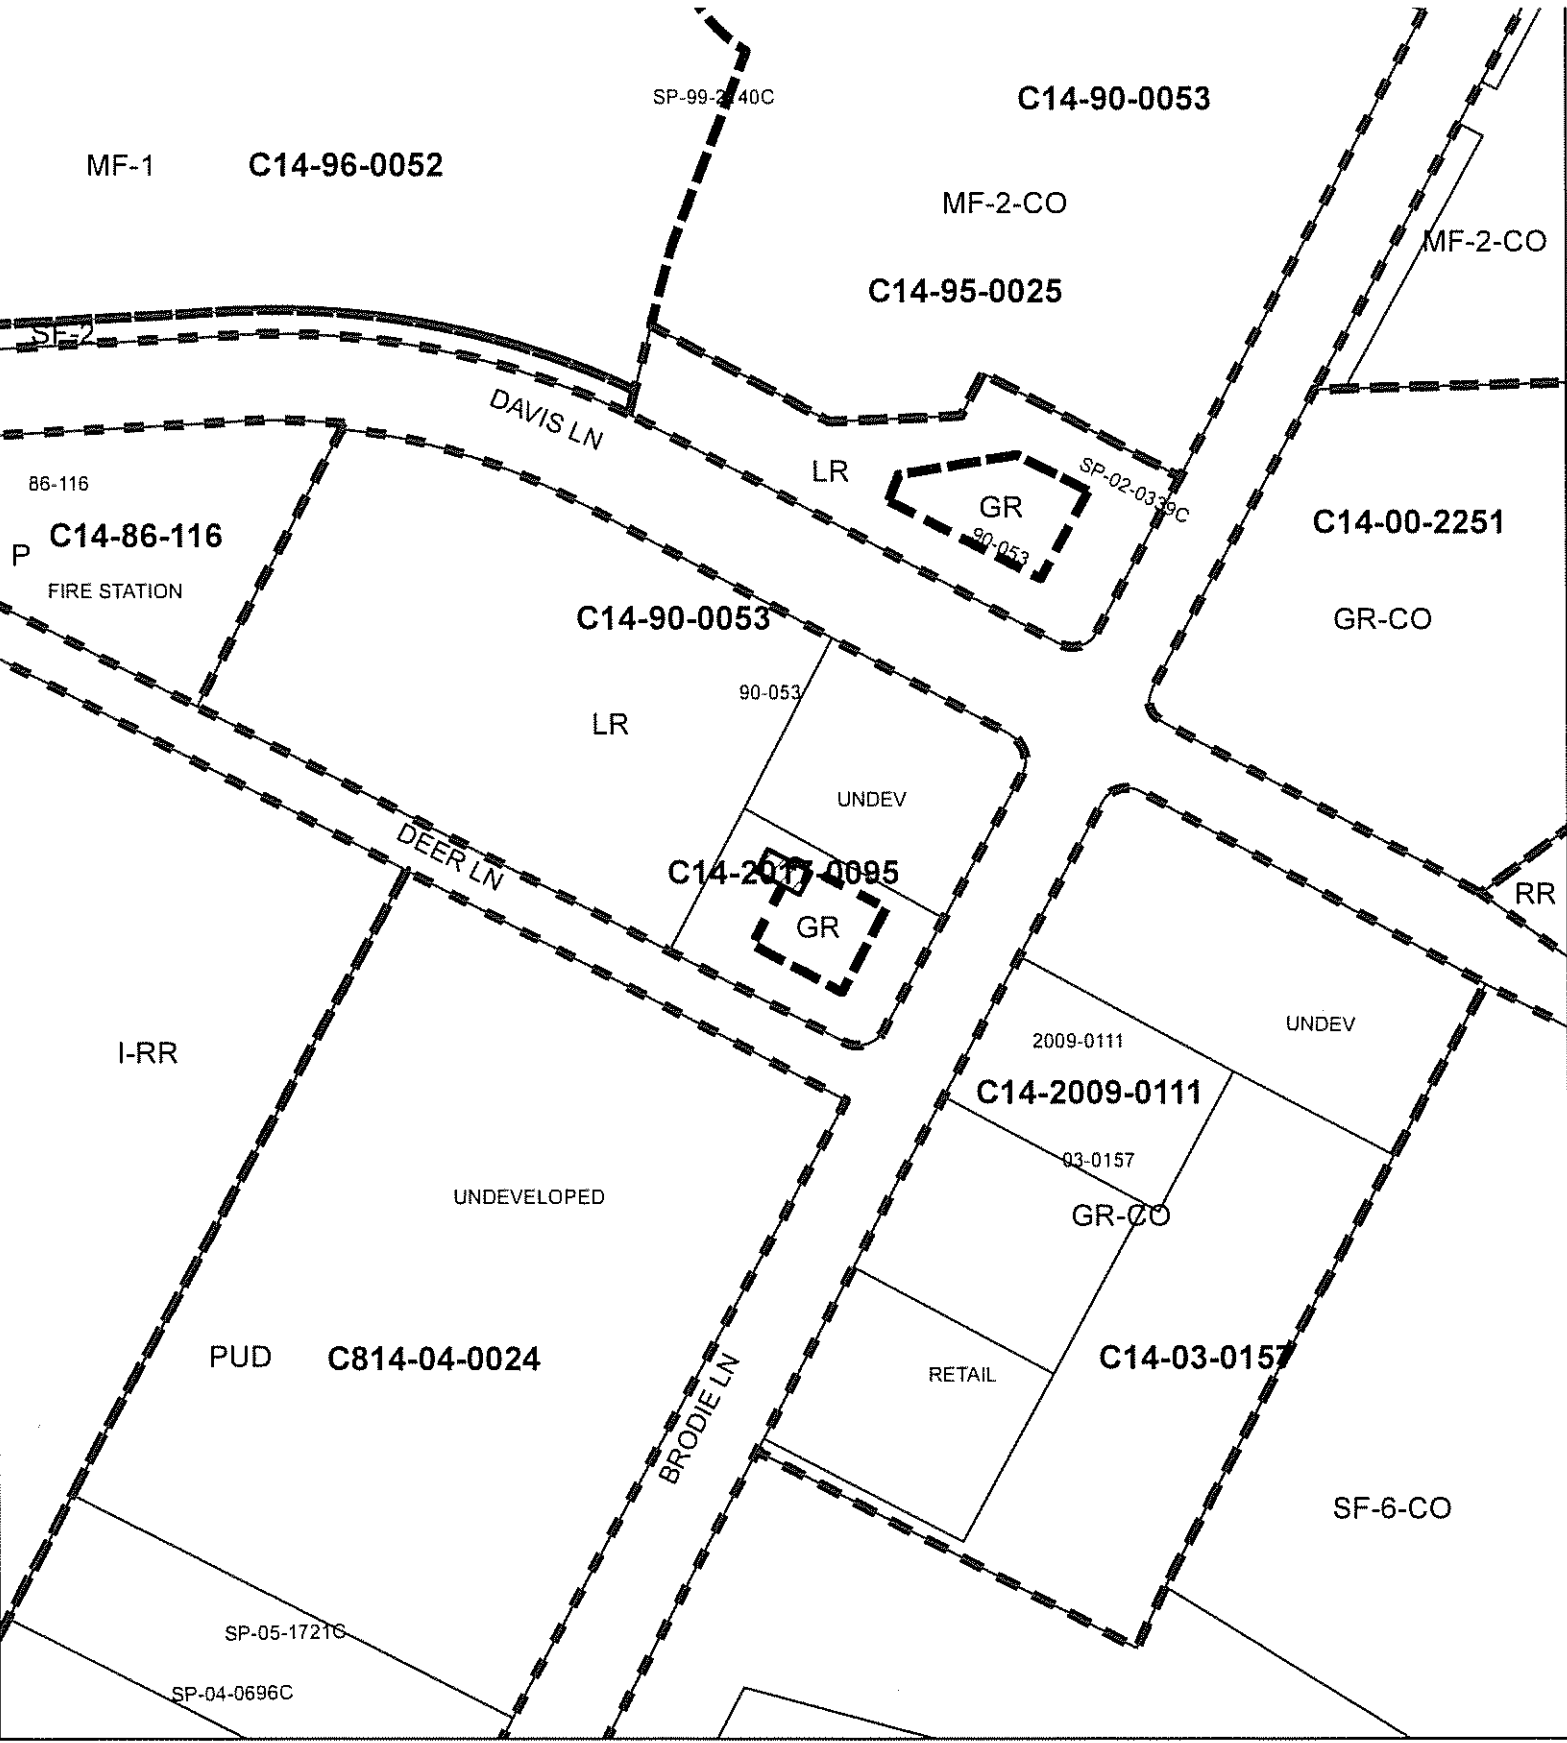 SP-99-2140C
C14-90-0053
MF-1
C14-96-0052
MF-2-CO
MF-2-CO
C14-95-0025
SF-2
DAVIS LN
LR
SP-02-0339C
GR
90-053
86-116
C14-86-116
P
FIRE STATION
C14-00-2251
GR-CO
C14-90-0053
90-053
LR
UNDEV
DEER LN
C14-2017-0095
GR
RR
I-RR
2009-0111
UNDEV
C14-2009-0111
03-0157
GR-CO
UNDEVELOPED
PUD
C814-04-0024
BRODIE LN
RETAIL
C14-03-0157
SF-6-CO
SP-05-1721C
SP-04-0696C